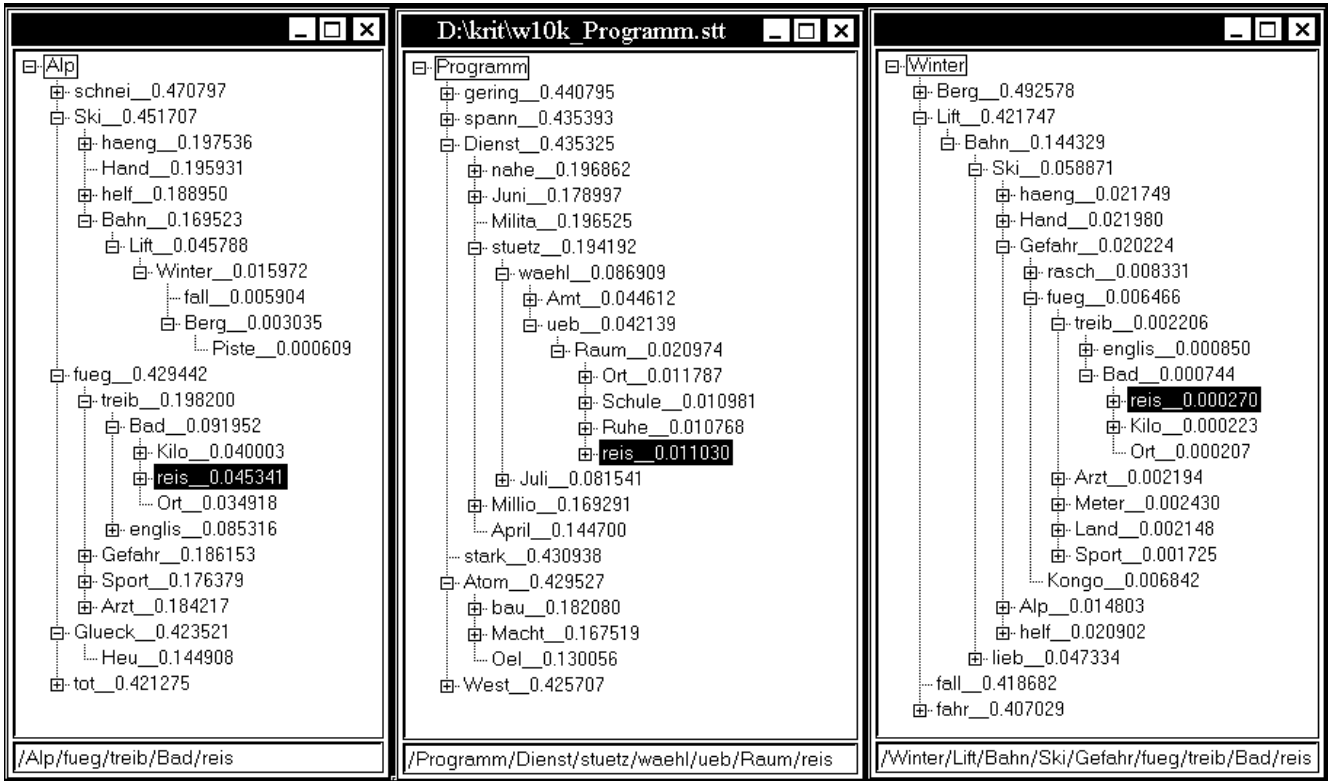 Alp
schnei__0.470797
Ski__0.451707
haeng__0.197536
Hand__0.195931
helf__0.188950
Bahn__0.169523
Lift__0.045788
Winter__0.015972
fall__0.005904
Berg__0.003035
Piste__0.000609
fueg__0.429442
treib__0.198200
Bad__0.091952
Kilo__0.040003
reis__0.045341
Ort__0.034918
englis__0.085316
Gefahr__0.186153
Sport__0.176379
Arzt__0.184217
Glueck__0.423521
Heu__0.144908
tot__0.421275
/Alp/fueg/treib/Bad/reis
D:\krit\w10k_Programm.stt
Programm
gering__0.440795
spann__0.435393
Dienst__0.435325
nahe__0.196862
Juni__0.178997
Milita__0.196525
stuetz__0.194192
waehl__0.086909
Amt__0.044612
ueb__0.042139
Raum__0.020974
Ort__0.011787
Schule__0.010981
Ruhe__0.010768
reis__0.011030
Juli__0.081541
Millio__0.169291
April__0.144700
stark__0.430938
Atom__0.429527
bau__0.182080
Macht__0.167519
Oel__0.130056
West__0.425707
/Programm/Dienst/stuetz/waehl/ueb/Raum/reis
Winter
Berg__0.492578
Lift__0.421747
Bahn__0.144329
Ski__0.058871
haeng__0.021749
Hand__0.021980
Gefahr__0.020224
rasch__0.008331
fueg__0.006466
treib__0.002206
englis__0.000850
Bad__0.000744
reis__0.000270
Kilo__0.000223
Ort__0.000207
Arzt__0.002194
Meter__0.002430
Land__0.002148
Sport__0.001725
Kongo__0.006842
Alp__0.014803
helf__0.020902
lieb__0.047334
fall__0.418682
fahr__0.407029
/Winter/Lift/Bahn/Ski/Gefahr/fueg/treib/Bad/reis